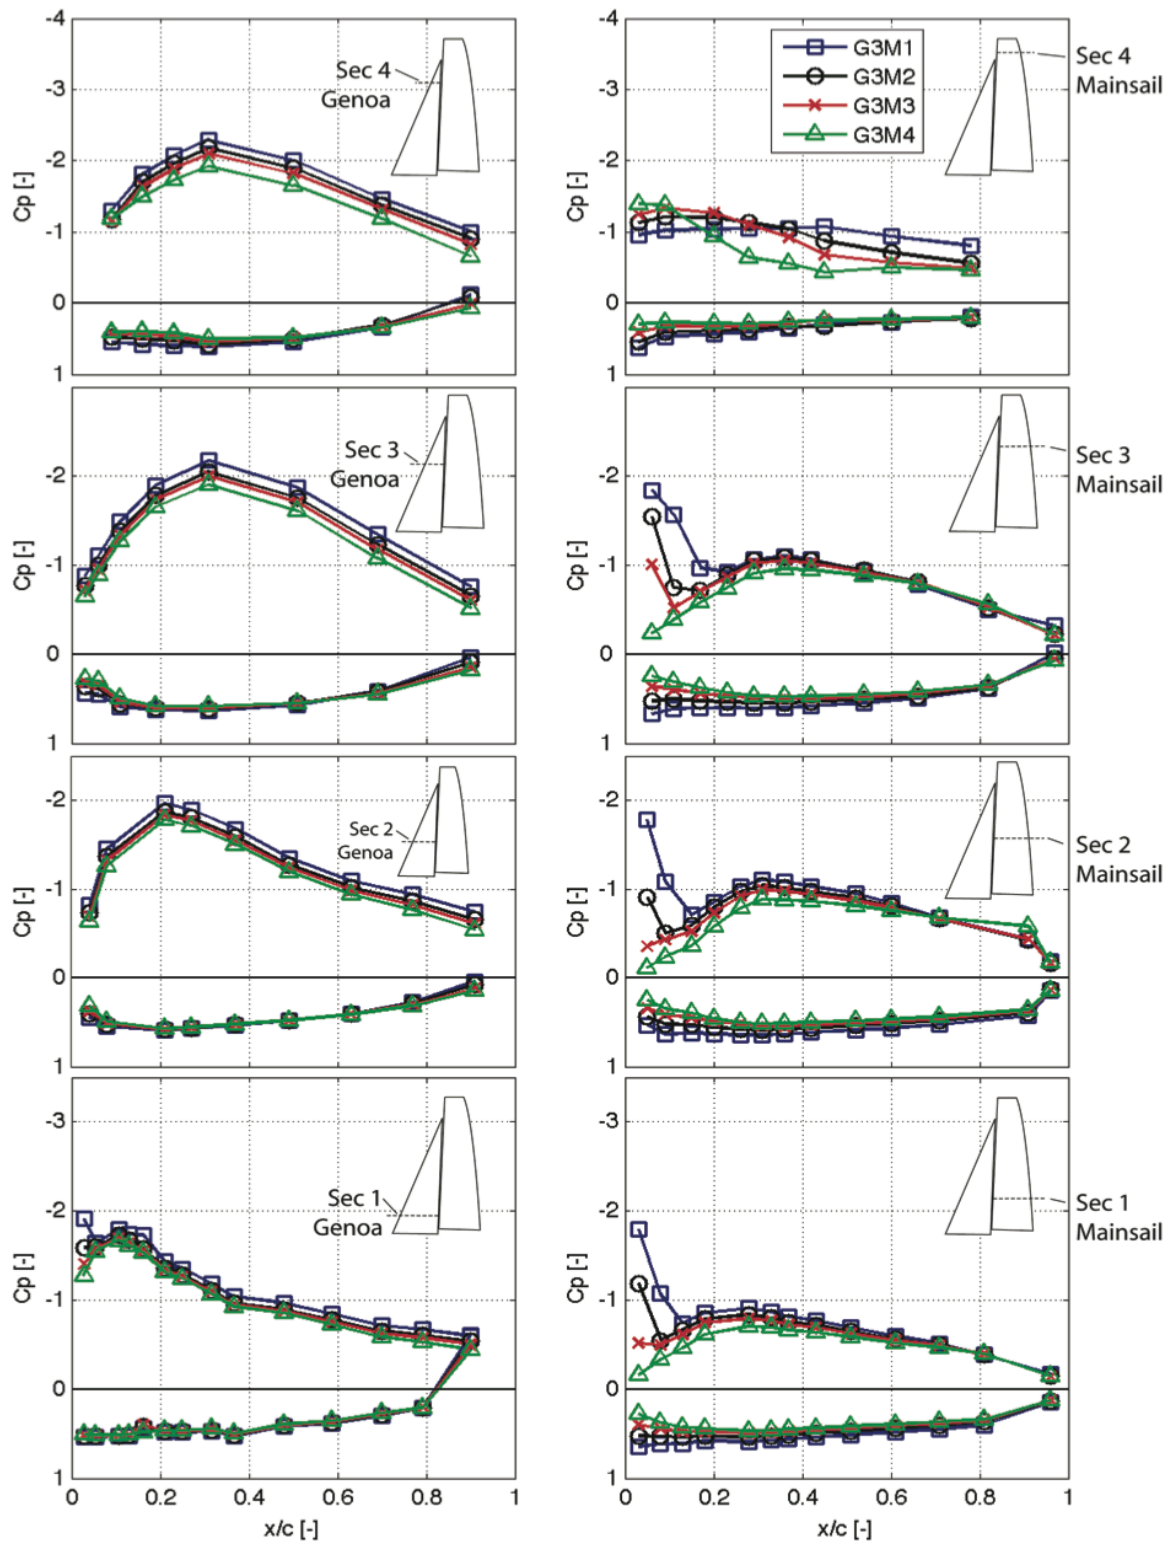 -4
-3
-2
-1
0
1
Cp [-]
Sec 4
Genoa
-4
-3
-2
-1
0
1
Cp [-]
G3M1
G3M2
G3M3
G3M4
Sec 4
Mainsail
-2
-1
0
1
Cp [-]
Sec 3
Genoa
-2
-1
0
1
Cp [-]
Sec 3
Mainsail
-2
-1
0
1
Cp [-]
Sec 2
Genoa
-2
-1
0
1
Cp [-]
Sec 2
Mainsail
-3
-2
-1
0
1
Cp [-]
Sec 1
Genoa
0 0.2 0.4 0.6 0.8 1
x/c [-]
-3
-2
-1
0
1
Cp [-]
Sec 1
Mainsail
0 0.2 0.4 0.6 0.8 1
x/c [-]